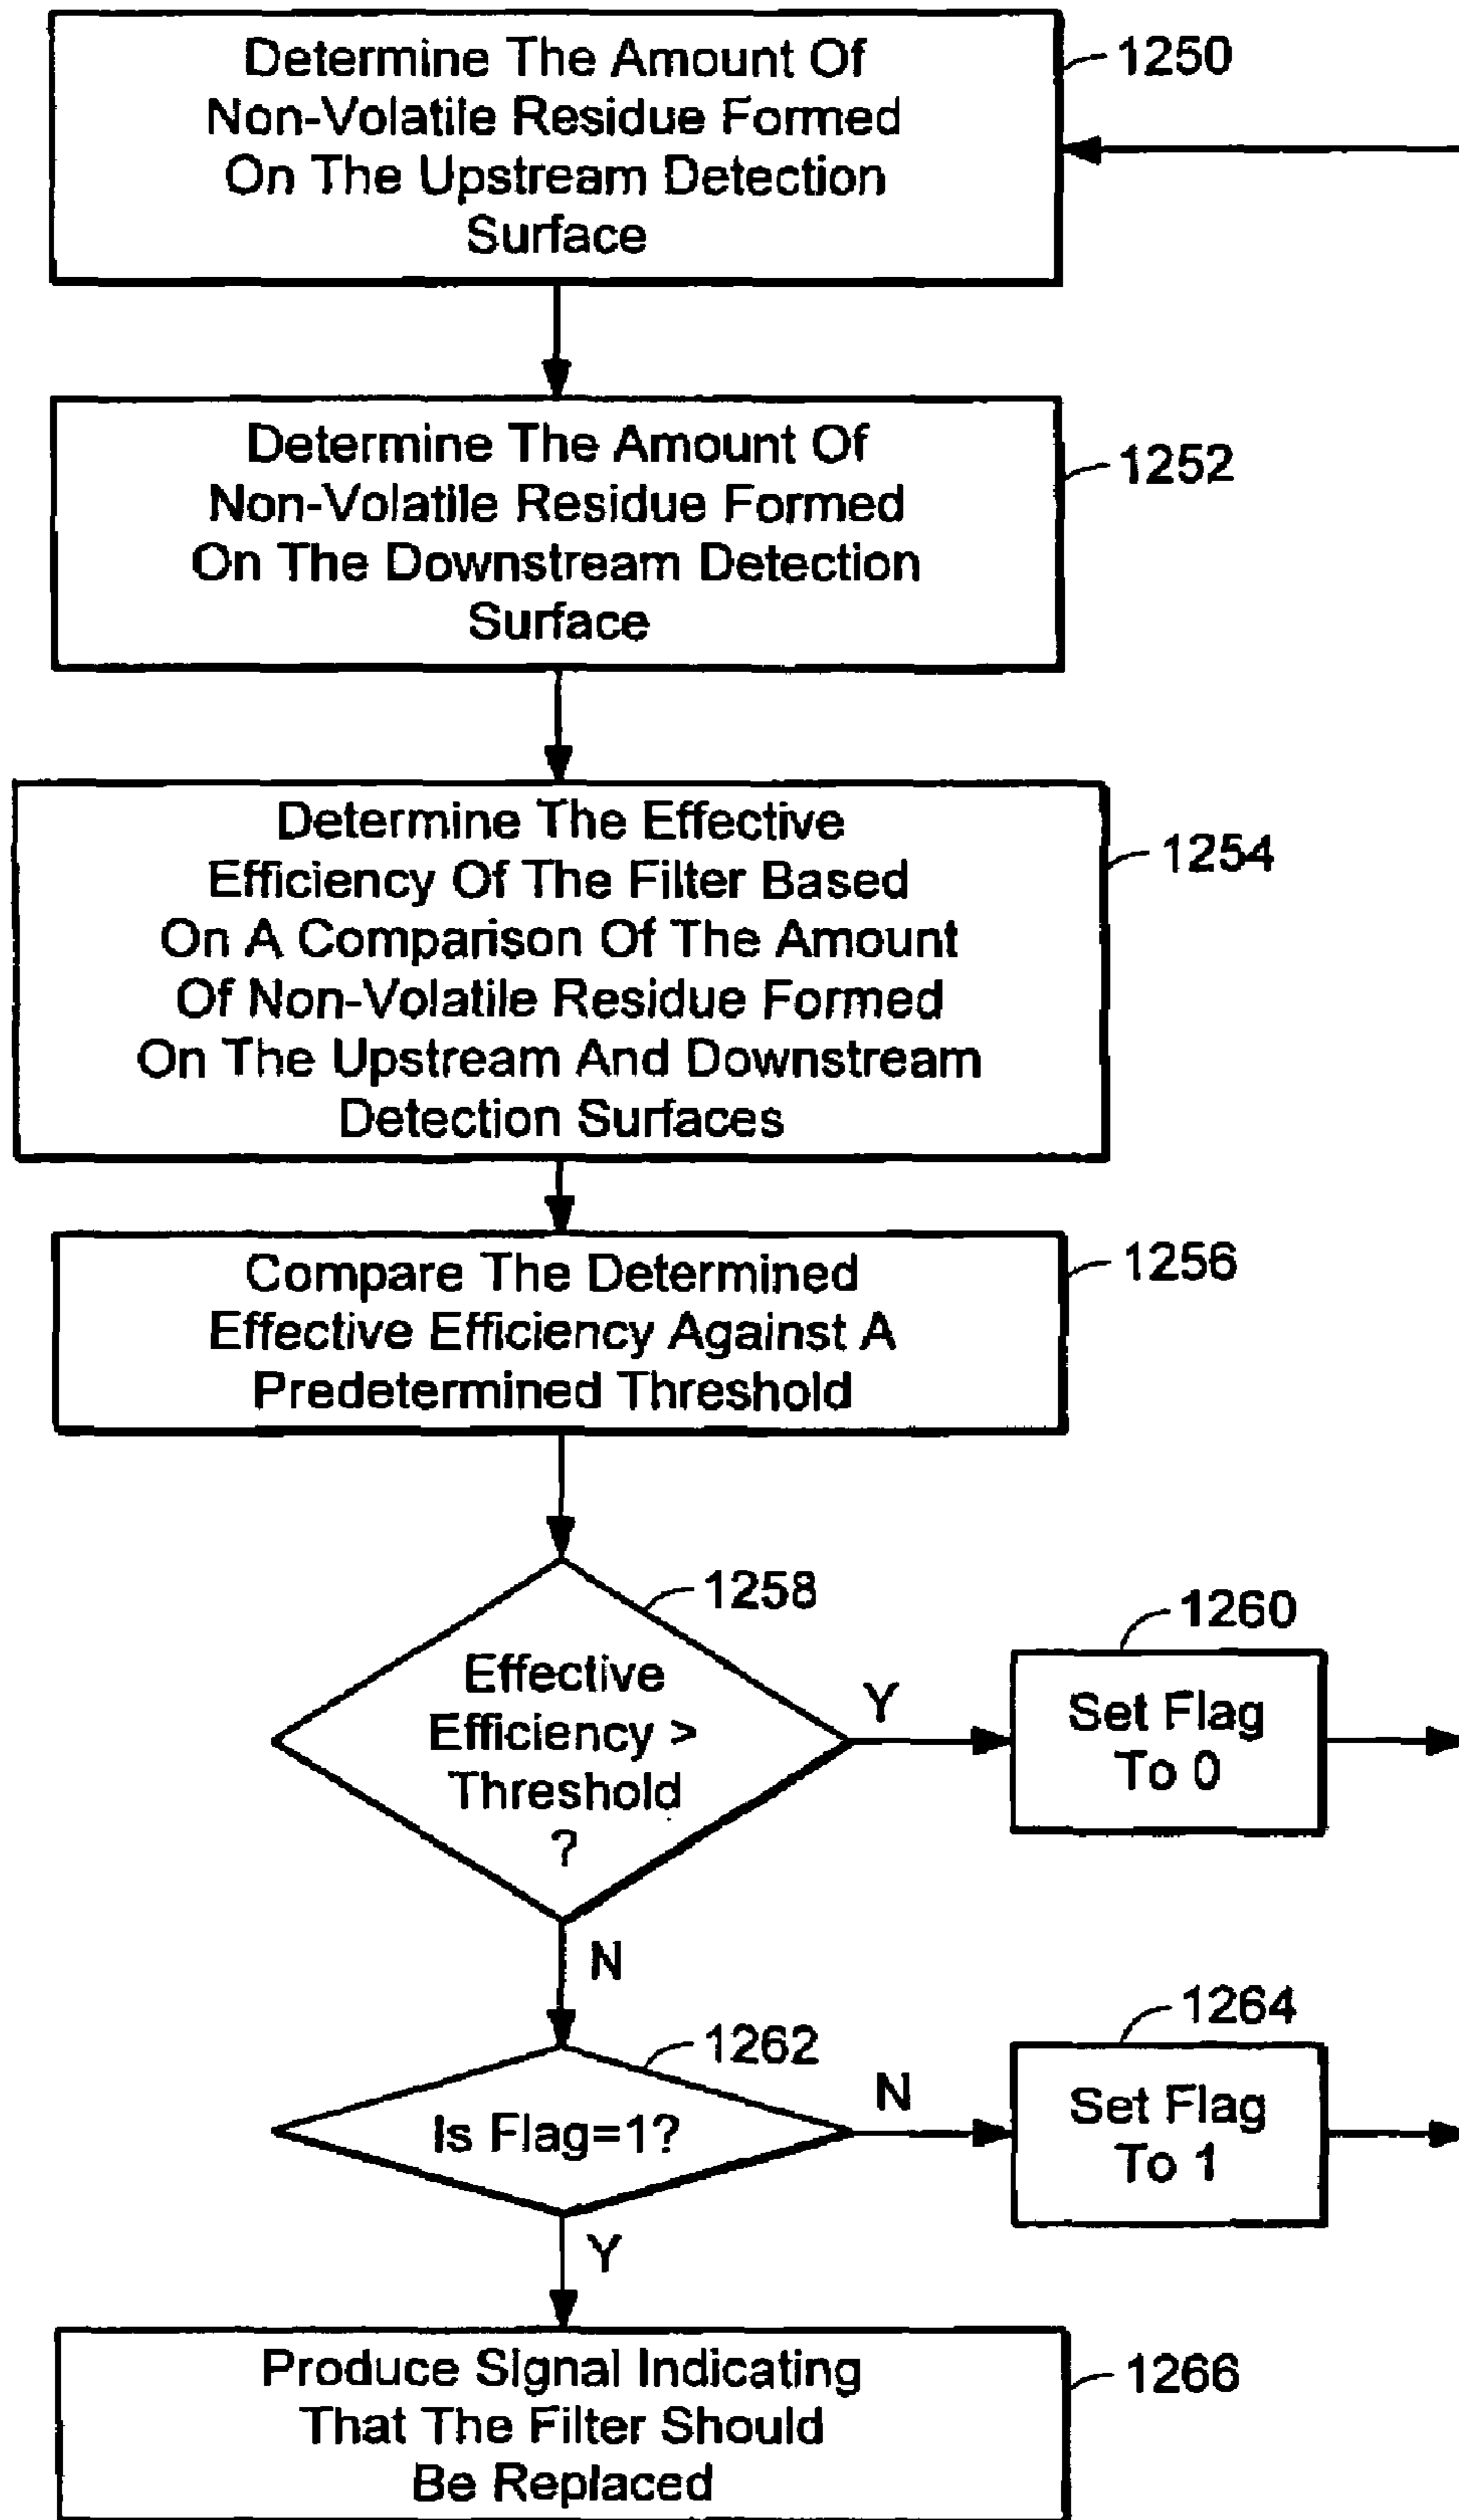 Determine The Amount Of
Non-Volatile Residue Formed
On The Upstream Detection
Surface
1250
Determine The Amount Of
Non-Volatile Residue Formed
On The Downstream Detection
Surface
1252
Determine The Effective
Efficiency Of The Filter Based
On A Comparison Of The Amount
Of Non-Volatile Residue Formed
On The Upstream And Downstream
Detection Surfaces
1254
Compare The Determined
Effective Efficiency Against A
Predetermined Threshold
1256
Effective
Efficiency >
Threshold
?
1258
Y
Set Flag
To 0
1260
N
Is Flag=1?
1262
N
Set Flag
To 1
1264
Y
Produce Signal Indicating
That The Filter Should
Be Replaced
1266